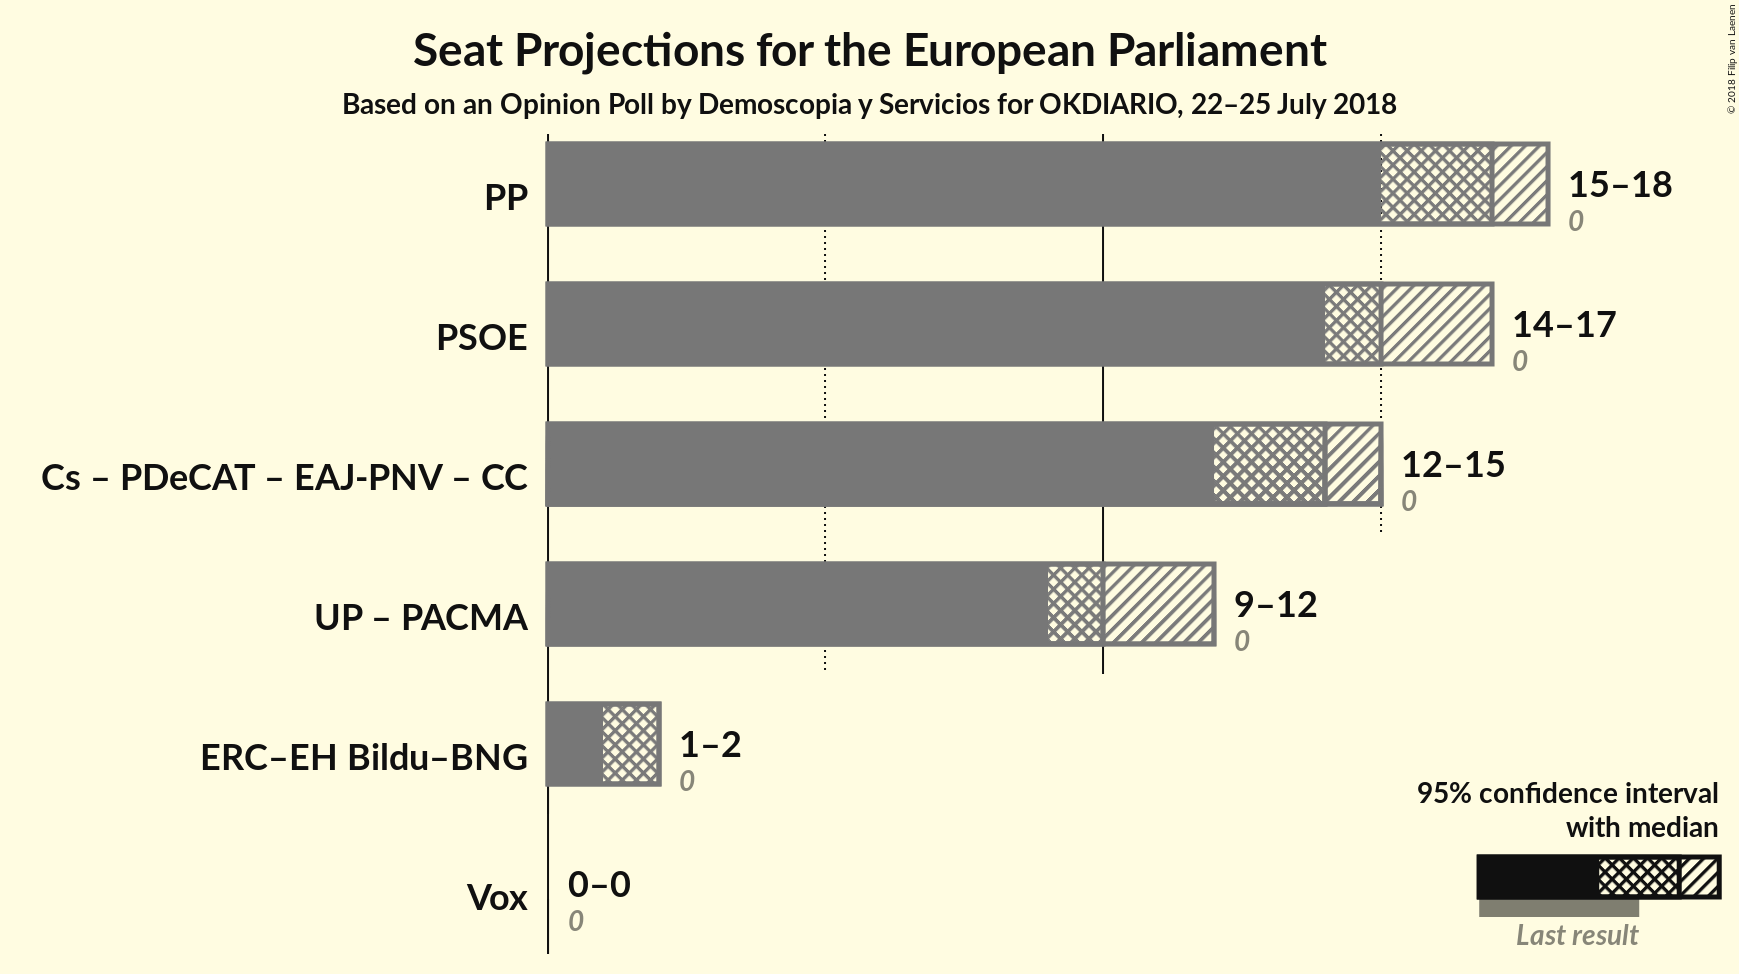 Seat Projections for the European Parliament
Based on an Opinion Poll by Demoscopia y Servicios for OKDIARIO, 22–25 July 2018
© 2018 Filip van Laenen
PP
15–18
0
PSOE
14–17
0
Cs – PDeCAT – EAJ-PNV – CC
12–15
0
UP – PACMA
9–12
0
ERC–EH Bildu–BNG
1–2
0
Vox
0–0
0
95% confidence interval
with median
Last result